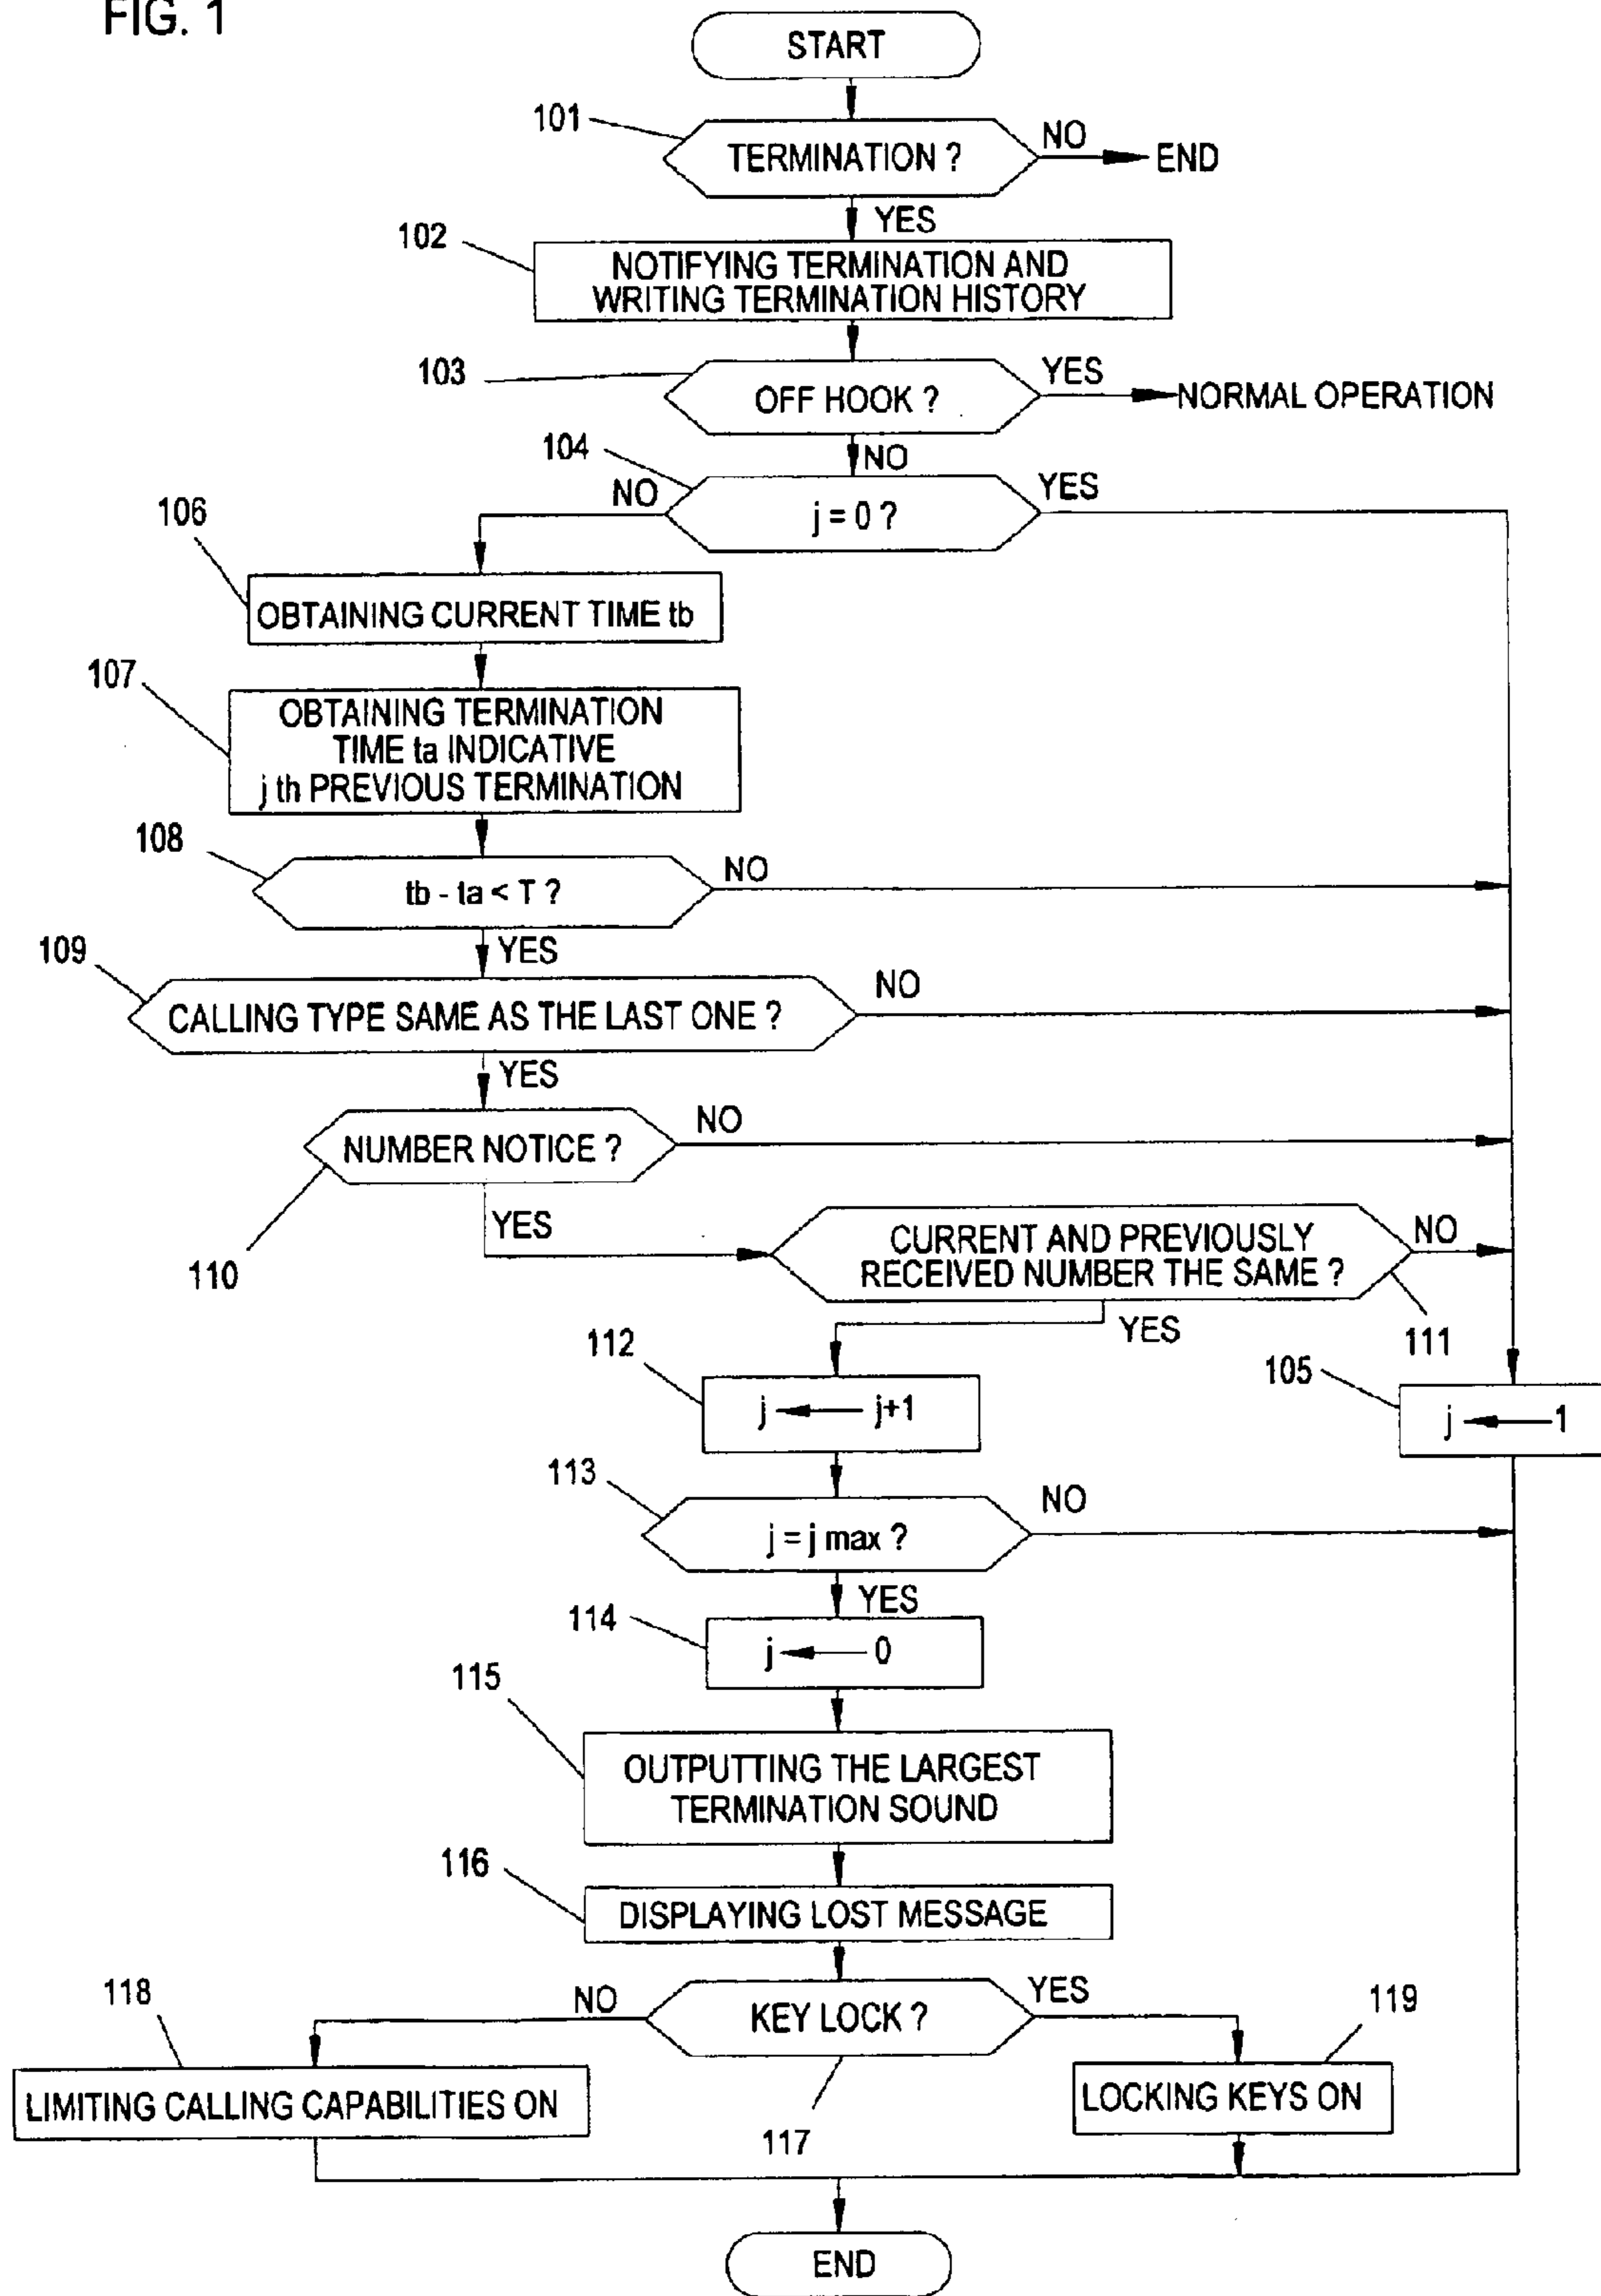 FIG. 1
START
101
TERMINATION ?
NO
END
YES
102
NOTIFYING TERMINATION AND
WRITING TERMINATION HISTORY
103
OFF HOOK ?
YES
NORMAL OPERATION
NO
104
j = 0 ?
NO
YES
106
OBTAINING CURRENT TIME tb
107
OBTAINING TERMINATION
TIME ta INDICATIVE
j th PREVIOUS TERMINATION
108
tb - ta < T ?
NO
YES
109
CALLING TYPE SAME AS THE LAST ONE ?
NO
YES
NUMBER NOTICE ?
NO
110
YES
CURRENT AND PREVIOUSLY
RECEIVED NUMBER THE SAME ?
NO
111
YES
112
j ← j+1
105
j ← 1
113
j = j max ?
NO
YES
114
j ← 0
115
OUTPUTTING THE LARGEST
TERMINATION SOUND
116
DISPLAYING LOST MESSAGE
KEY LOCK ?
NO
YES
117
118
LIMITING CALLING CAPABILITIES ON
119
LOCKING KEYS ON
END